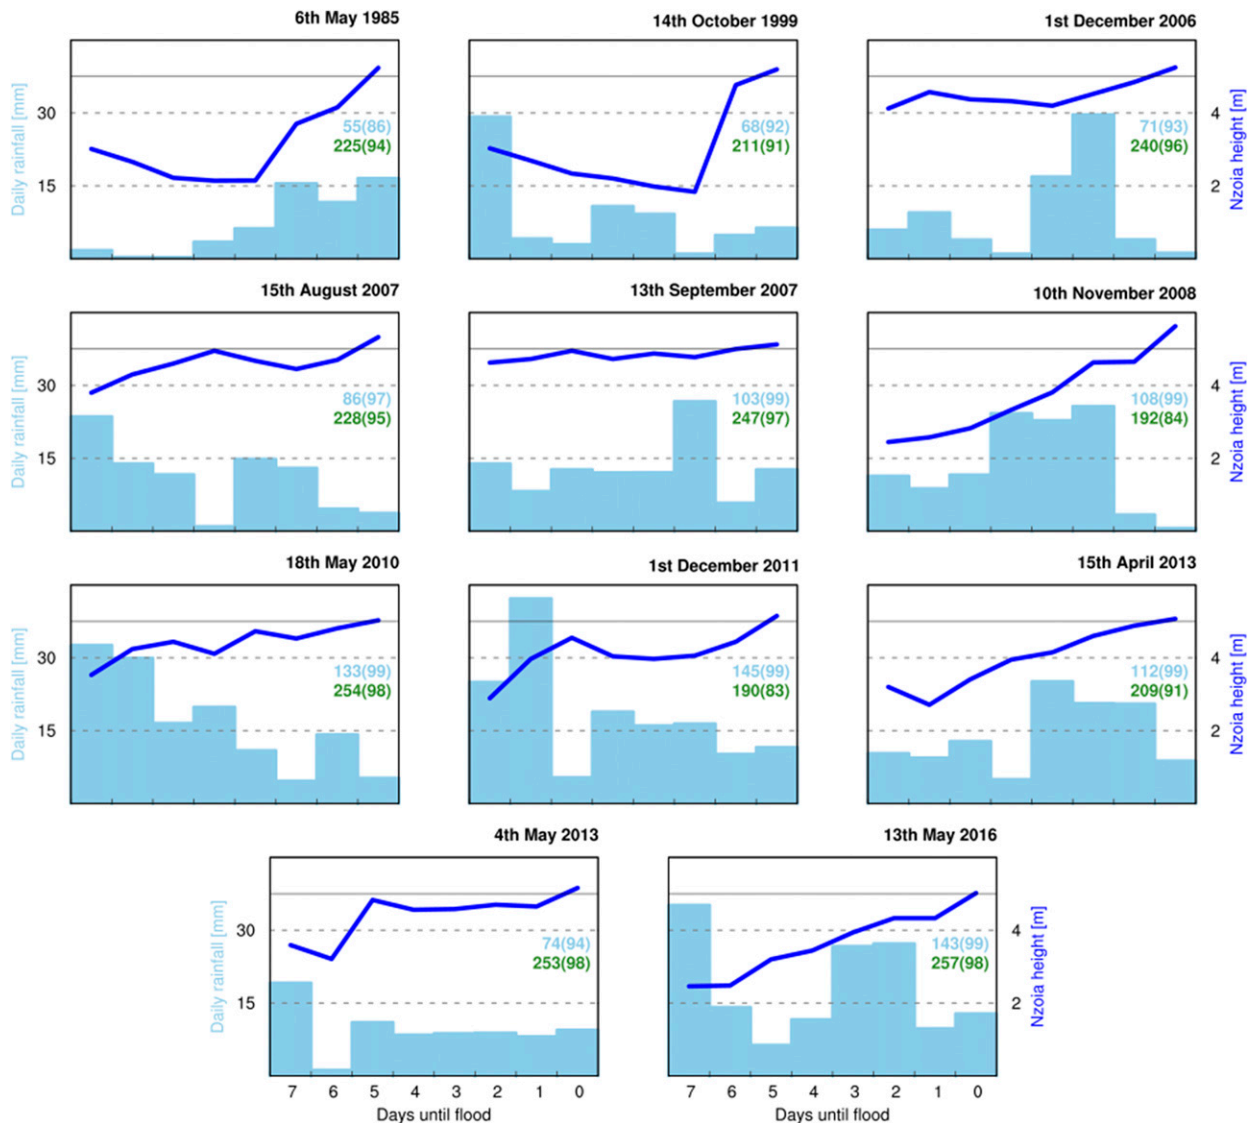 6th May 1985
14th October 1999
1st December 2006
Daily rainfall [mm]
30
15
55(86)
225(94)
68(92)
211(91)
71(93)
240(96)
4
2
Nzoia height [m]
15th August 2007
13th September 2007
10th November 2008
Daily rainfall [mm]
30
15
86(97)
228(95)
103(99)
247(97)
108(99)
192(84)
4
2
Nzoia height [m]
18th May 2010
1st December 2011
15th April 2013
Daily rainfall [mm]
30
15
133(99)
254(98)
145(99)
190(83)
112(99)
209(91)
4
2
Nzoia height [m]
4th May 2013
13th May 2016
Daily rainfall [mm]
30
15
74(94)
253(98)
143(99)
257(98)
4
2
Nzoia height [m]
7 6 5 4 3 2 1 0
Days until flood
7 6 5 4 3 2 1 0
Days until flood